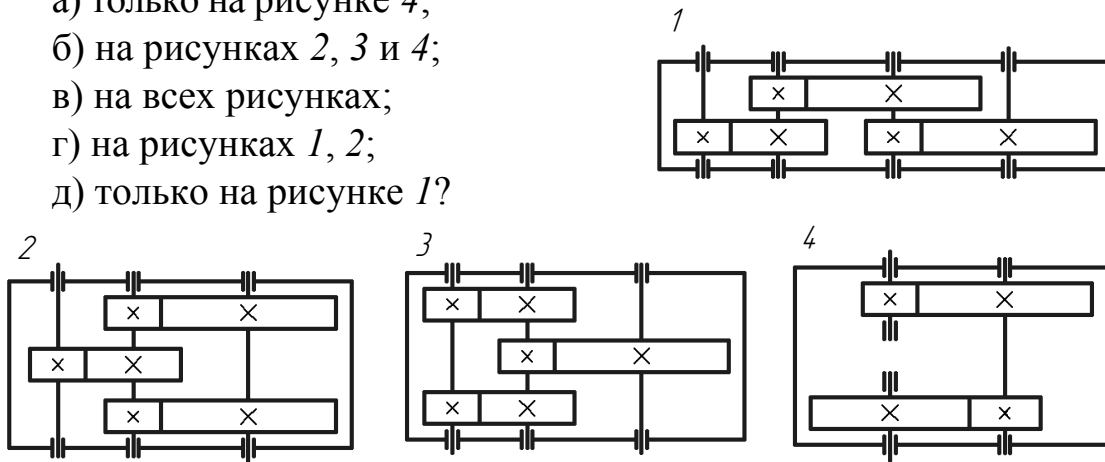 а) только на рисунке 4;
б) на рисунках 2, 3 и 4;
в) на всех рисунках;
г) на рисунках 1, 2;
д) только на рисунке 1?
1
2
3
4